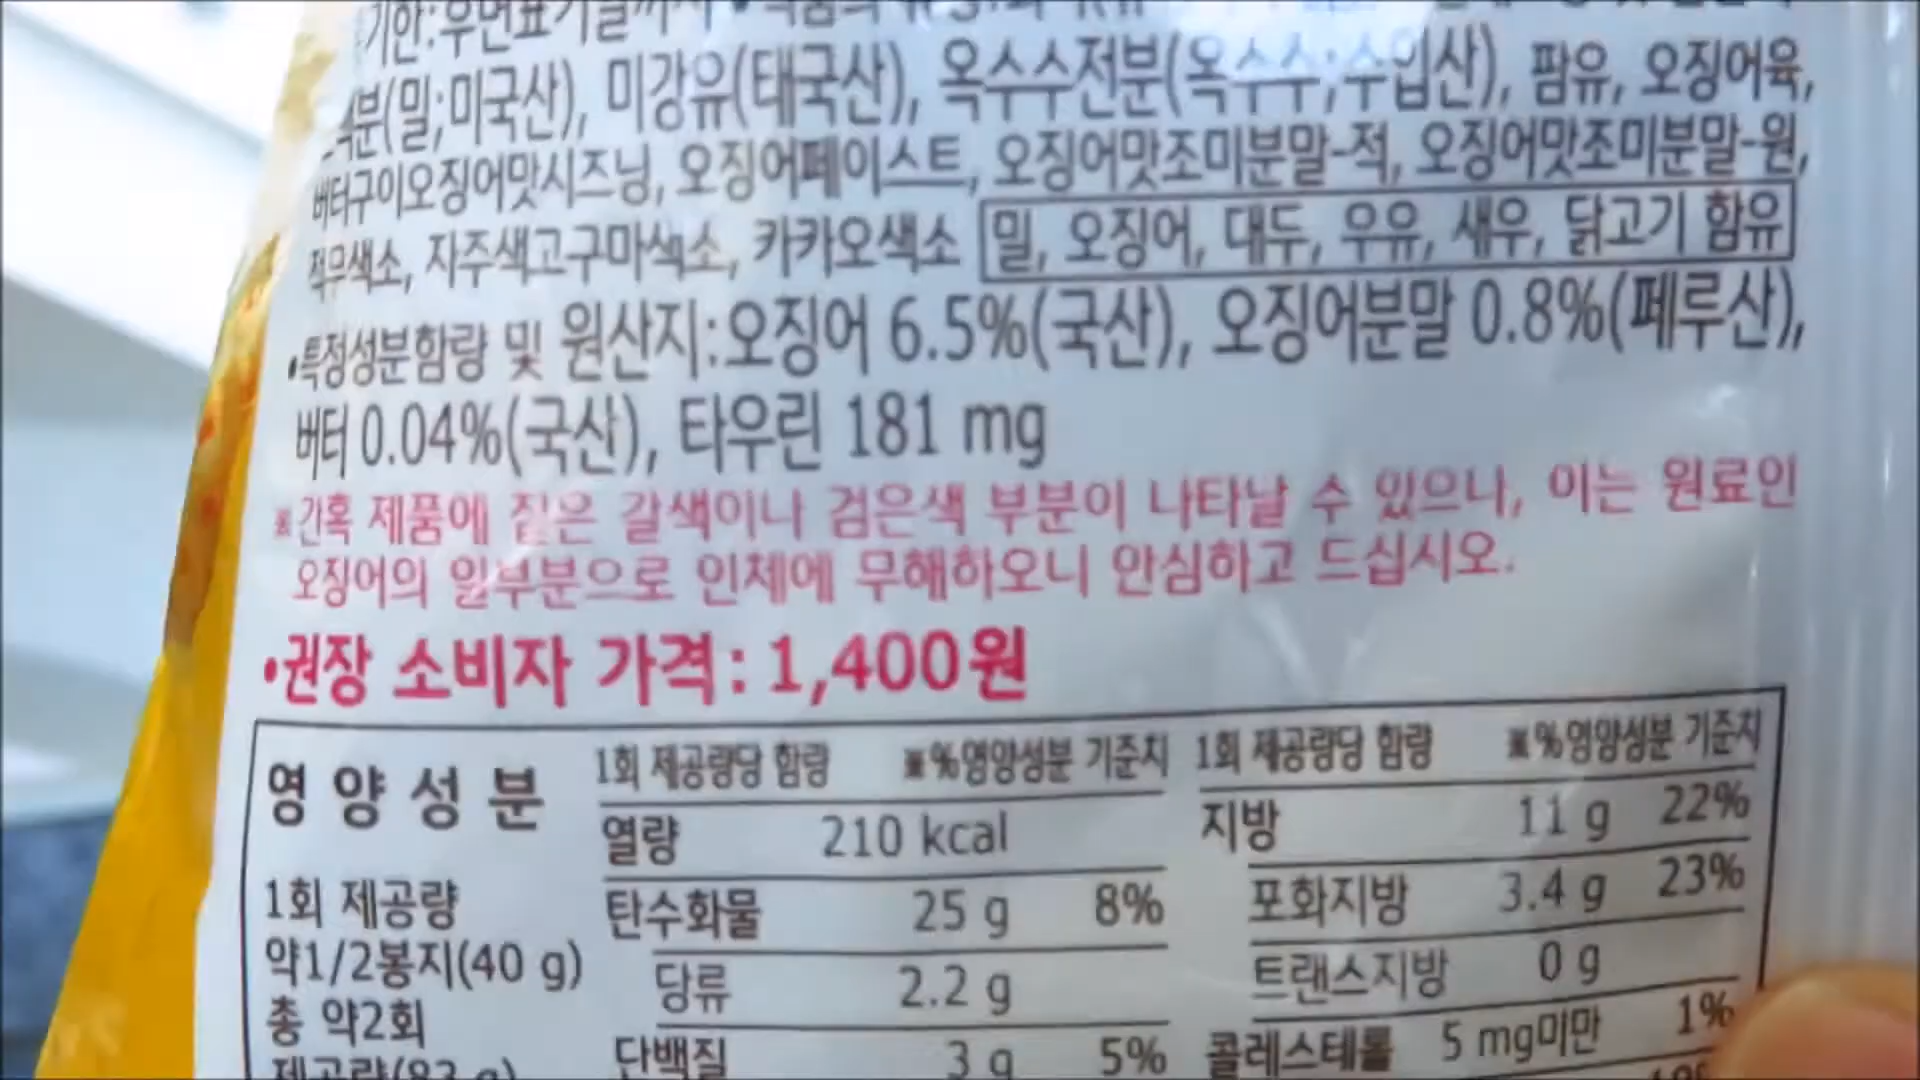 분(밀;미국산), 미강유(태국산), 옥수수전분(옥수수;수입산), 팜유, 오징어육,
버터구이오징어맛시즈닝, 오징어페이스트, 오징어맛조미분말-적, 오징어맛조미분말-원,
적무색소, 자주색고구마색소, 카카오색소 밀, 오징어, 대두, 우유, 새우, 닭고기 함유
•특정성분함량 및 원산지:오징어 6.5%(국산), 오징어분말 0.8%(페루산),
버터 0.04%(국산), 타우린 181 mg
※간혹 제품에 짙은 갈색이나 검은색 부분이 나타날 수 있으나, 이는 원료인
오징어의 일부분으로 인체에 무해하오니 안심하고 드십시오.
•권장 소비자 가격: 1,400원
영 양 성 분
1회 제공량
약1/2봉지(40 g)
총 약2회
제공량(83 g)
1회 제공량당 함량 ※%영양성분 기준치
열량 210 kcal
탄수화물 25 g 8%
당류 2.2 g
단백질 3 g 5%
1회 제공량당 함량 ※%영양성분 기준치
지방 11 g 22%
포화지방 3.4 g 23%
트랜스지방 0 g
콜레스테롤 5 mg미만 1%